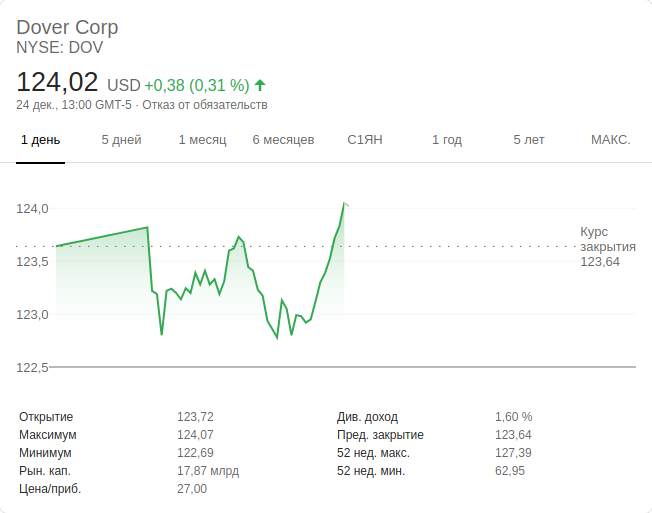 Dover Corp
NYSE: DOV
124,02 USD +0,38 (0,31 %)
24 дек., 13:00 GMT-5 · Отказ от обязательств
1 день 5 дней 1 месяц 6 месяцев С1ЯН 1 год 5 лет МАКС.
124,0
Курс
закрытия
123,64
123,5
123,0
122,5
Открытие 123,72 Див. доход 1,60 %
Максимум 124,07 Пред. закрытие 123,64
Минимум 122,69 52 нед. макс. 127,39
Рын. кап. 17,87 млрд 52 нед. мин. 62,95
Цена/приб. 27,00